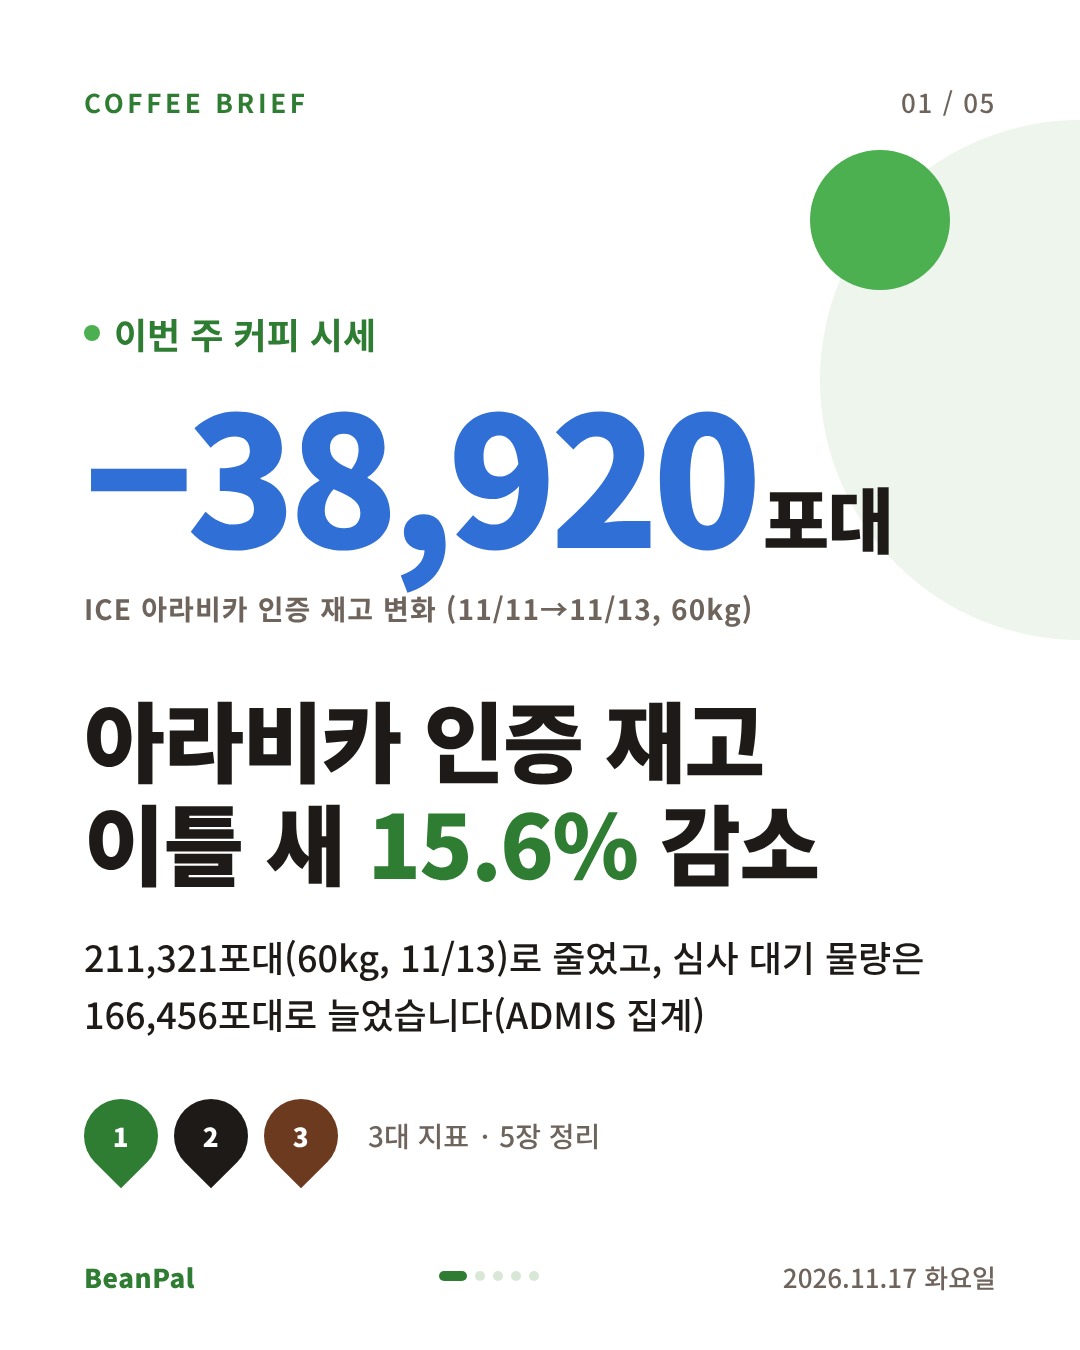 COFFEE BRIEF
01 / 05
이번 주 커피 시세
−38,920포대
ICE 아라비카 인증 재고 변화 (11/11→11/13, 60kg)
아라비카 인증 재고
이틀 새 15.6% 감소
211,321포대(60kg, 11/13)로 줄었고, 심사 대기 물량은
166,456포대로 늘었습니다(ADMIS 집계)
1 2 3 3대 지표 · 5장 정리
BeanPal
2026.11.17 화요일